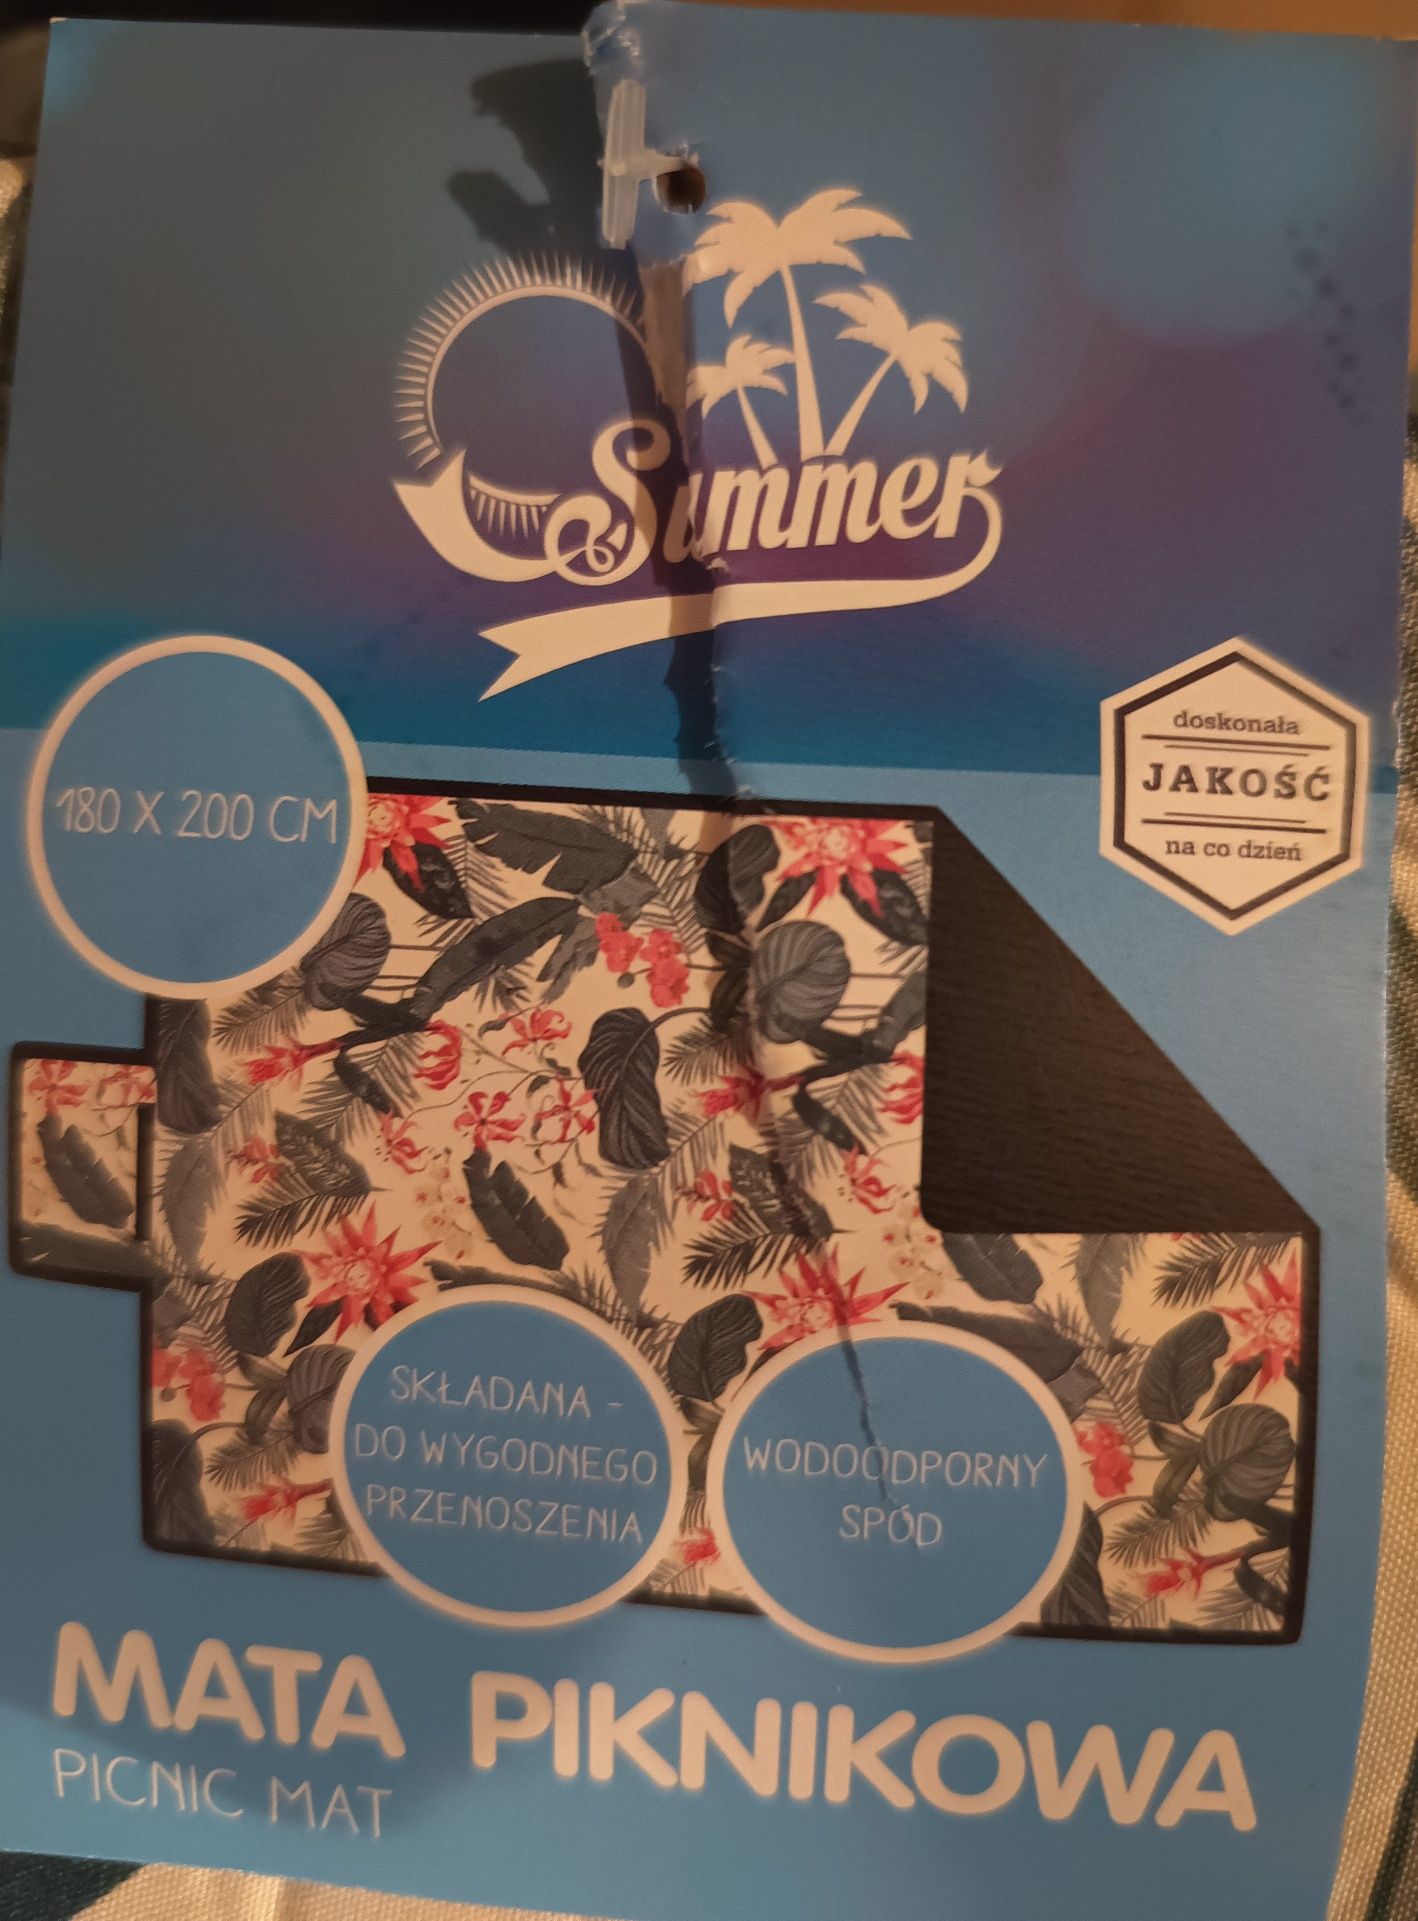 Summer
180 X 200 CM
doskonała
JAKOŚĆ
na co dzień
SKŁADANA -
DO WYGODNEGO
PRZENOSZENIA
WODOODPORNY
SPÓD
MATA PIKNIKOWA
PICNIC MAT